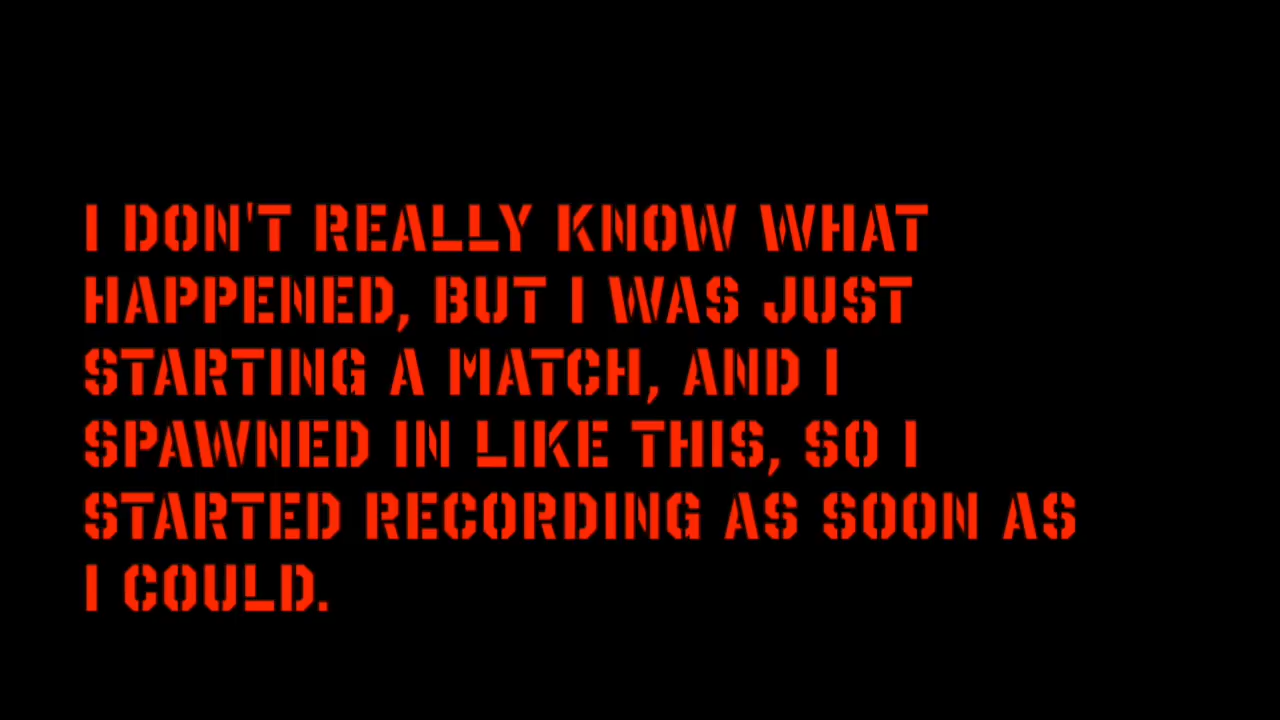 I DON'T REALLY KNOW WHAT
HAPPENED, BUT I WAS JUST
STARTING A MATCH, AND I
SPAWNED IN LIKE THIS, SO I
STARTED RECORDING AS SOON AS
I COULD.